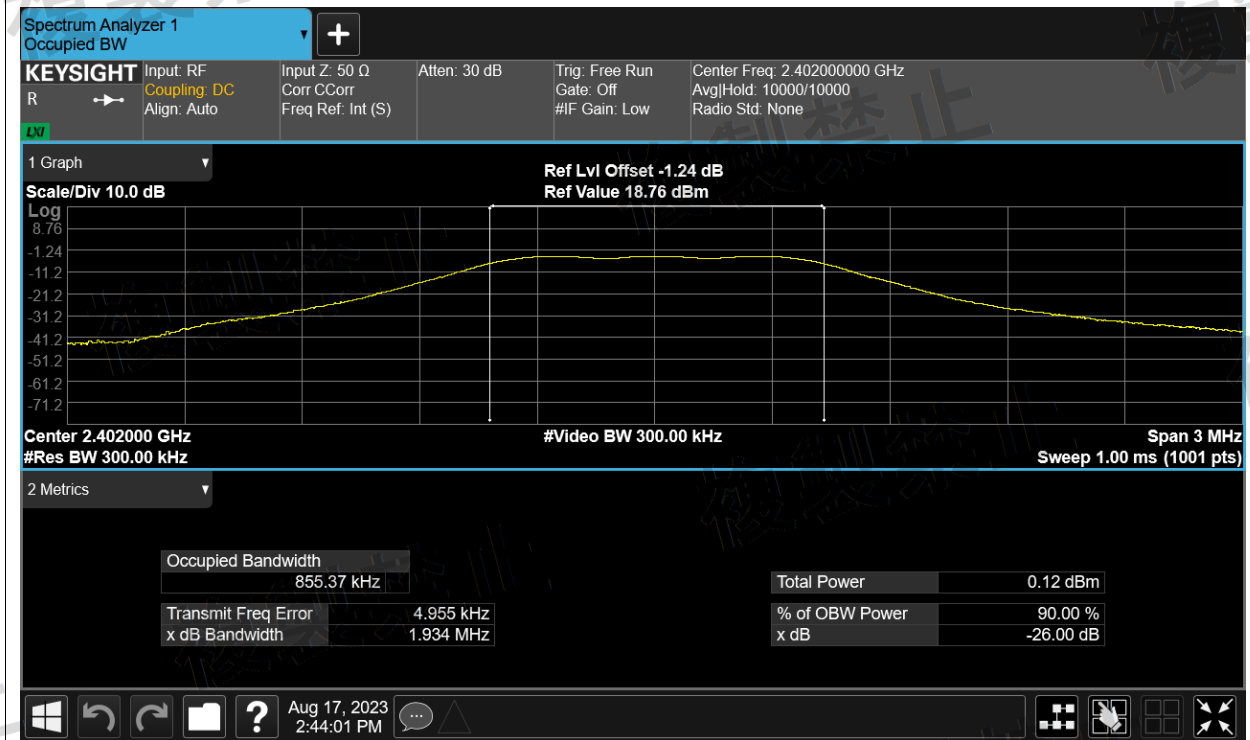 Spectrum Analyzer 1
Occupied BW
KEYSIGHT
R
LXI
Input: RF
Coupling: DC
Align: Auto
Input Z: 50 Ω
Corr CCorr
Freq Ref: Int (S)
Atten: 30 dB
Trig: Free Run
Gate: Off
#IF Gain: Low
Center Freq: 2.402000000 GHz
Avg|Hold: 10000/10000
Radio Std: None
1 Graph
Scale/Div 10.0 dB
Ref Lvl Offset -1.24 dB
Ref Value 18.76 dBm
Log
8.76
-1.24
-11.2
-21.2
-31.2
-41.2
-51.2
-61.2
-71.2
Center 2.402000 GHz
#Res BW 300.00 kHz
#Video BW 300.00 kHz
Span 3 MHz
Sweep 1.00 ms (1001 pts)
2 Metrics
Occupied Bandwidth
855.37 kHz
Transmit Freq Error 4.955 kHz
x dB Bandwidth 1.934 MHz
Total Power 0.12 dBm
% of OBW Power 90.00 %
x dB -26.00 dB
?
Aug 17, 2023
2:44:01 PM
複製禁止